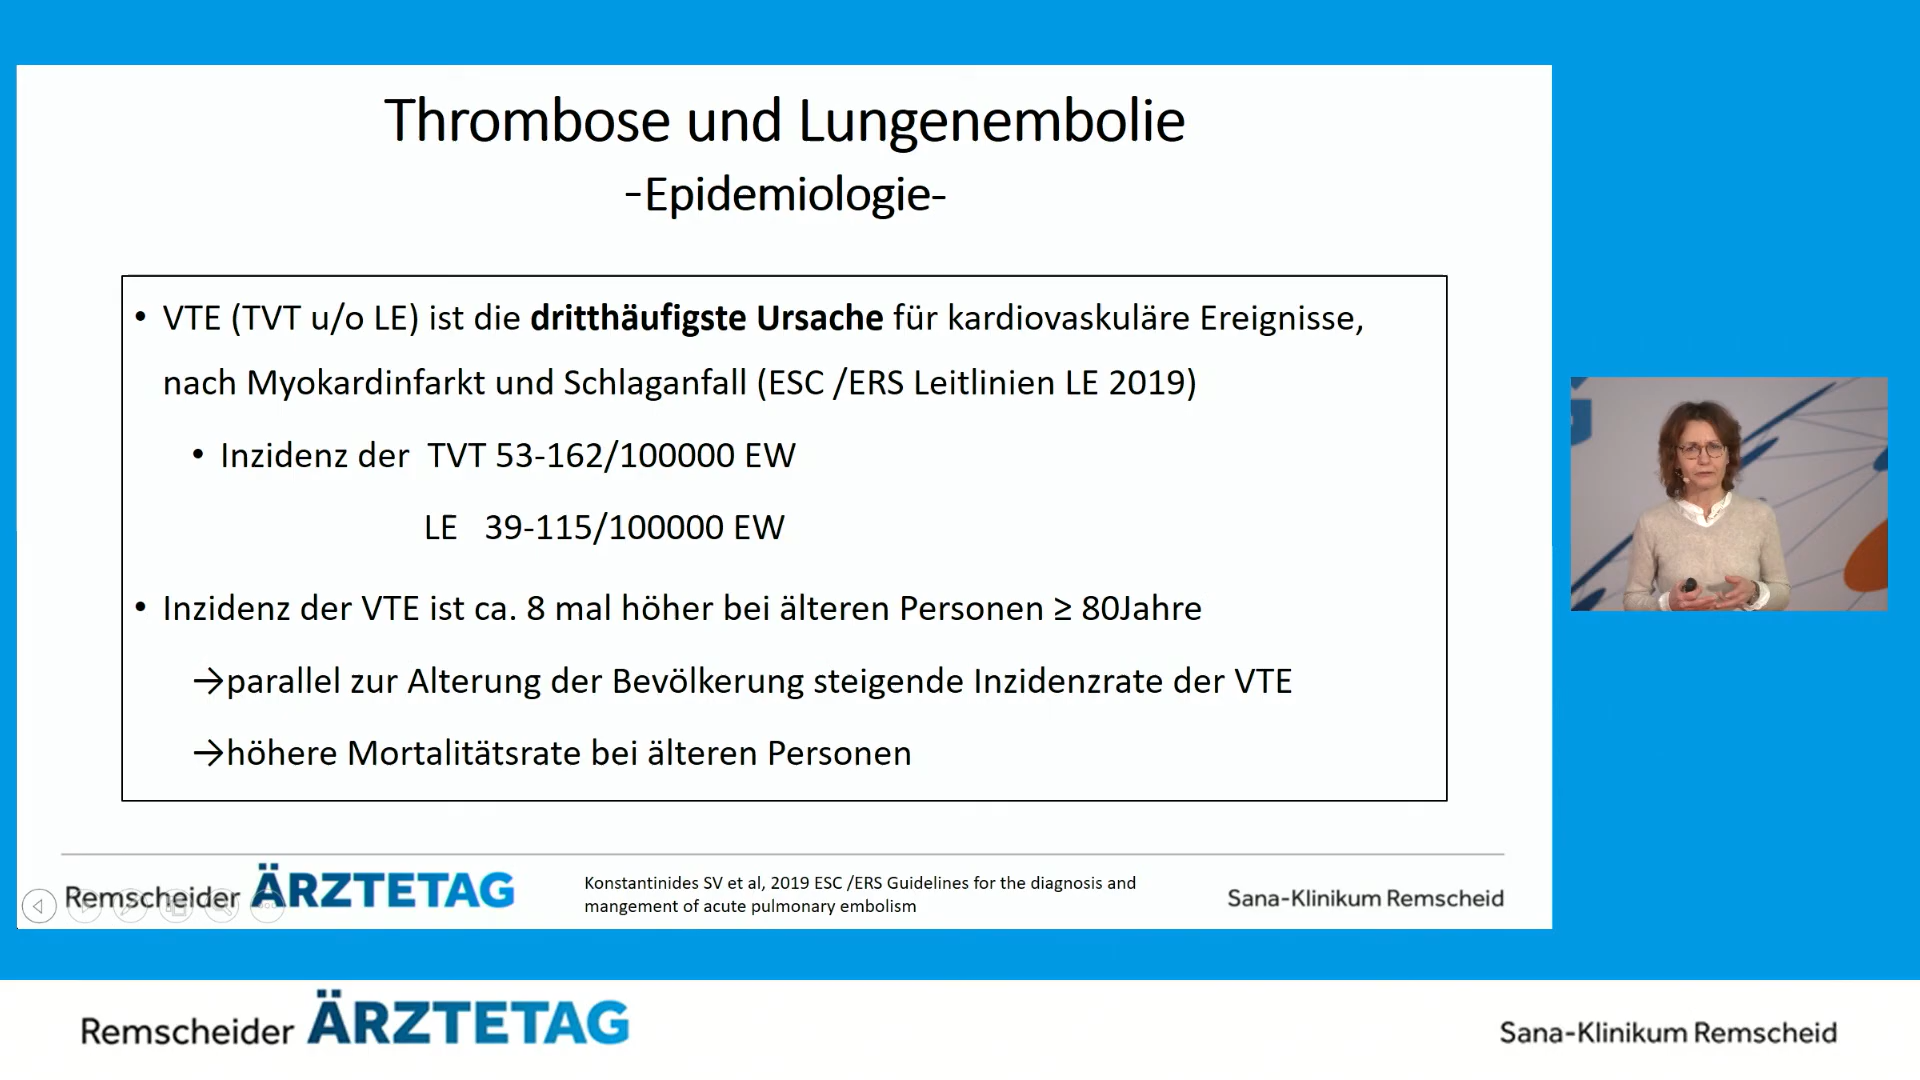 Thrombose und Lungenembolie
-Epidemiologie-
• VTE (TVT u/o LE) ist die dritthäufigste Ursache für kardiovaskuläre Ereignisse,
nach Myokardinfarkt und Schlaganfall (ESC /ERS Leitlinien LE 2019)
• Inzidenz der TVT 53-162/100000 EW
LE 39-115/100000 EW
• Inzidenz der VTE ist ca. 8 mal höher bei älteren Personen ≥ 80Jahre
→parallel zur Alterung der Bevölkerung steigende Inzidenzrate der VTE
→höhere Mortalitätsrate bei älteren Personen
Remscheider ÄRZTETAG
Konstantinides SV et al, 2019 ESC /ERS Guidelines for the diagnosis and
mangement of acute pulmonary embolism
Sana-Klinikum Remscheid
Remscheider ÄRZTETAG
Sana-Klinikum Remscheid